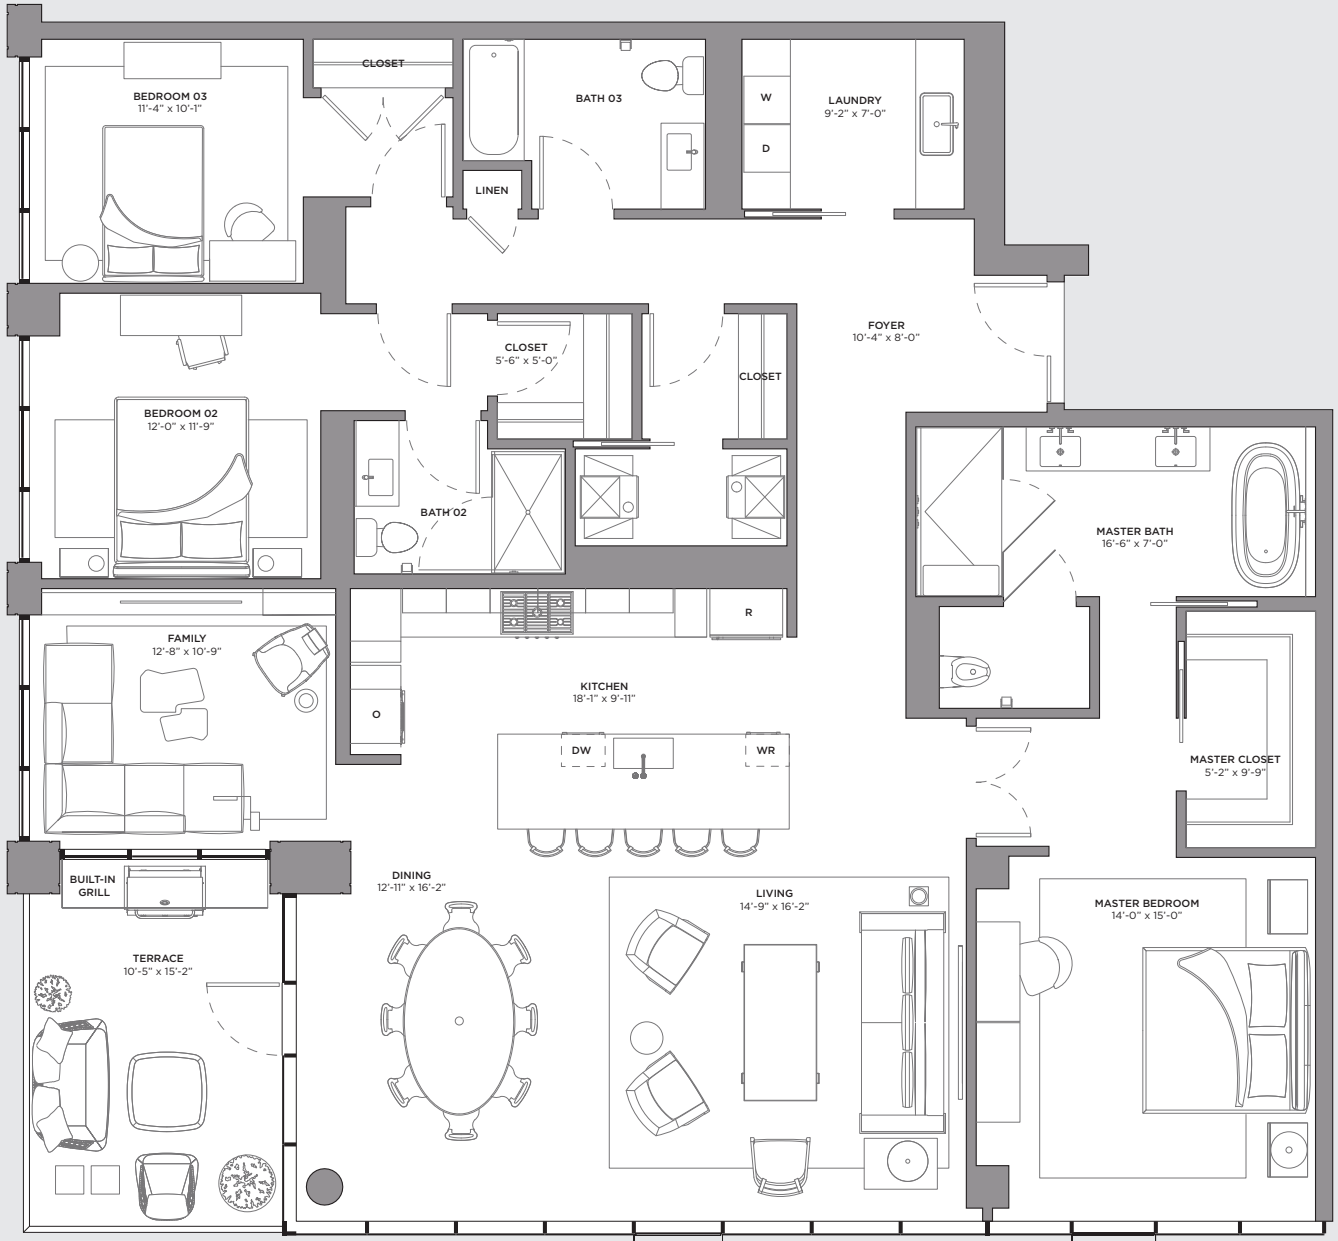 CLOSET
BEDROOM 03
11'-4" x 10'-1"
BATH 03
W
D
LAUNDRY
9'-2" x 7'-0"
LINEN
FOYER
10'-4" x 8'-0"
CLOSET
5'-6" x 5'-0"
CLOSET
BEDROOM 02
12'-0" x 11'-9"
BATH 02
MASTER BATH
16'-6" x 7'-0"
R
FAMILY
12'-8" x 10'-9"
KITCHEN
18'-1" x 9'-11"
O
DW
WR
MASTER CLOSET
5'-2" x 9'-9"
BUILT-IN
GRILL
DINING
12'-11" x 16'-2"
LIVING
14'-9" x 16'-2"
MASTER BEDROOM
14'-0" x 15'-0"
TERRACE
10'-5" x 15'-2"